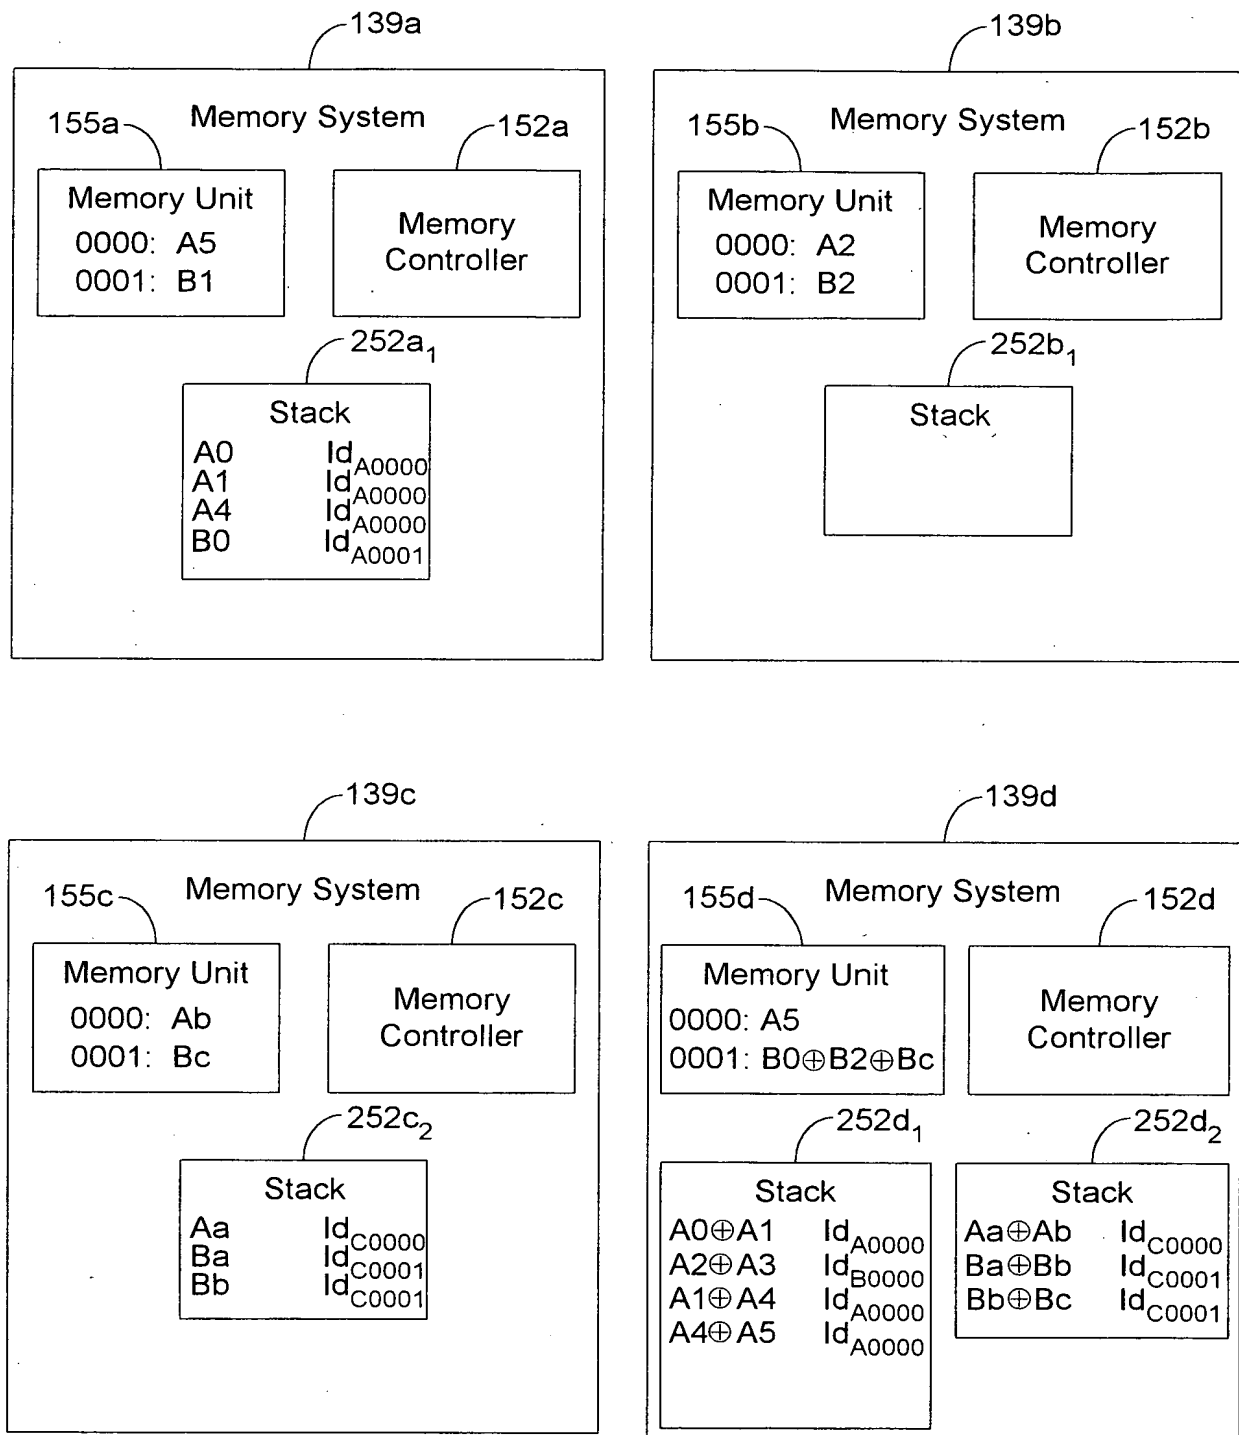 139a
Memory System
155a
152a
Memory Unit
0000: A5
0001: B1
Memory
Controller
252a1
Stack
A0 IdA0000
A1 IdA0000
A4 IdA0000
B0 IdA0001
139b
Memory System
155b
152b
Memory Unit
0000: A2
0001: B2
Memory
Controller
252b1
Stack
139c
Memory System
155c
152c
Memory Unit
0000: Ab
0001: Bc
Memory
Controller
252c2
Stack
Aa IdC0000
Ba IdC0001
Bb IdC0001
139d
Memory System
155d
152d
Memory Unit
0000: A5
0001: B0⊕B2⊕Bc
Memory
Controller
252d1
Stack
A0⊕A1 IdA0000
A2⊕A3 IdB0000
A1⊕A4 IdA0000
A4⊕A5 IdA0000
252d2
Stack
Aa⊕Ab IdC0000
Ba⊕Bb IdC0001
Bb⊕Bc IdC0001